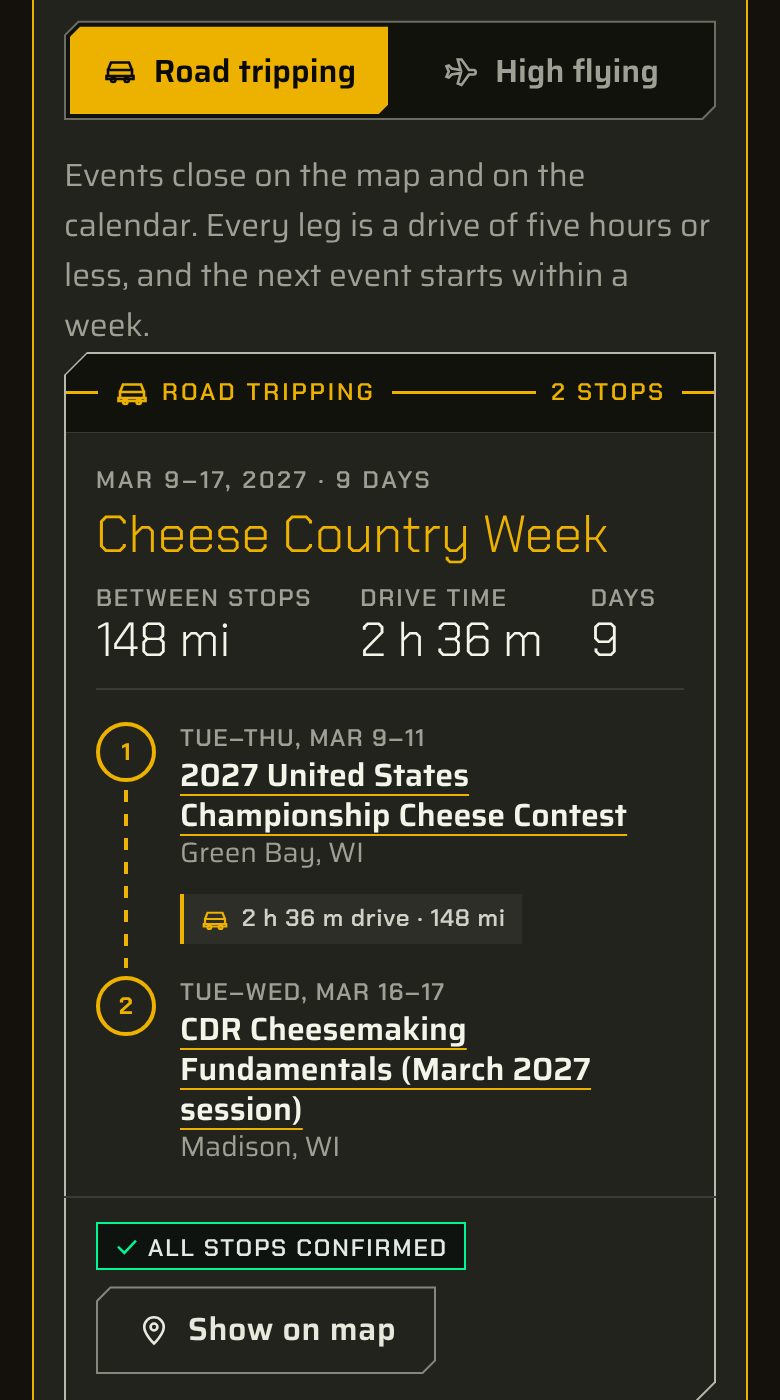 Road tripping
High flying
Events close on the map and on the
calendar. Every leg is a drive of five hours or
less, and the next event starts within a
week.
ROAD TRIPPING
2 STOPS
MAR 9–17, 2027 · 9 DAYS
Cheese Country Week
BETWEEN STOPS
148 mi
DRIVE TIME
2 h 36 m
DAYS
9
1
TUE–THU, MAR 9–11
2027 United States
Championship Cheese Contest
Green Bay, WI
2 h 36 m drive · 148 mi
2
TUE–WED, MAR 16–17
CDR Cheesemaking
Fundamentals (March 2027
session)
Madison, WI
ALL STOPS CONFIRMED
Show on map